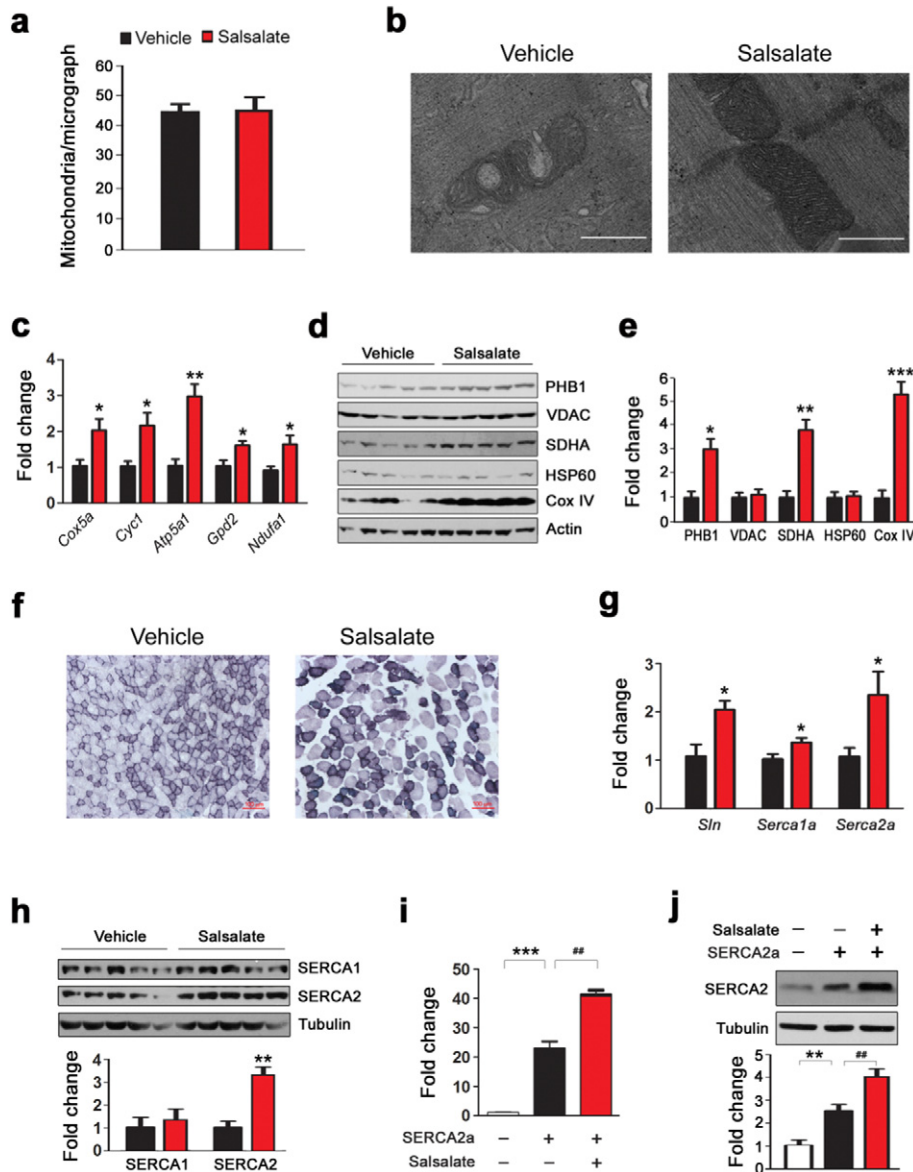 a
Vehicle Salsalate
Mitochondria/micrograph
60
50
40
30
20
10
0
b
Vehicle Salsalate
c
Fold change
4
3
2
1
0
* * ** * *
Cox5a Cyc1 Atp5a1 Gpd2 Ndufa1
d
Vehicle Salsalate
PHB1
VDAC
SDHA
HSP60
Cox IV
Actin
e
Fold change
6
5
4
2
1
0
* ** ***
PHB1 VDAC SDHA HSP60 Cox IV
f
Vehicle Salsalate
g
Fold change
3
2
1
0
* * *
Sln Serca1a Serca2a
h
Vehicle Salsalate
SERCA1
SERCA2
Tubulin
Fold change
4
3
2
1
0
**
SERCA1 SERCA2
i
Fold change
50
40
30
20
10
0
*** ##
SERCA2a – + +
Salsalate – – +
j
Salsalate – – +
SERCA2a – + +
SERCA2
Tubulin
Fold change
5
4
2
1
0
** ##